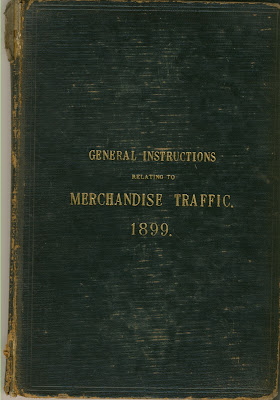 GENERAL INSTRUCTIONS
RELATING TO
MERCHANDISE TRAFFIC.
1899.